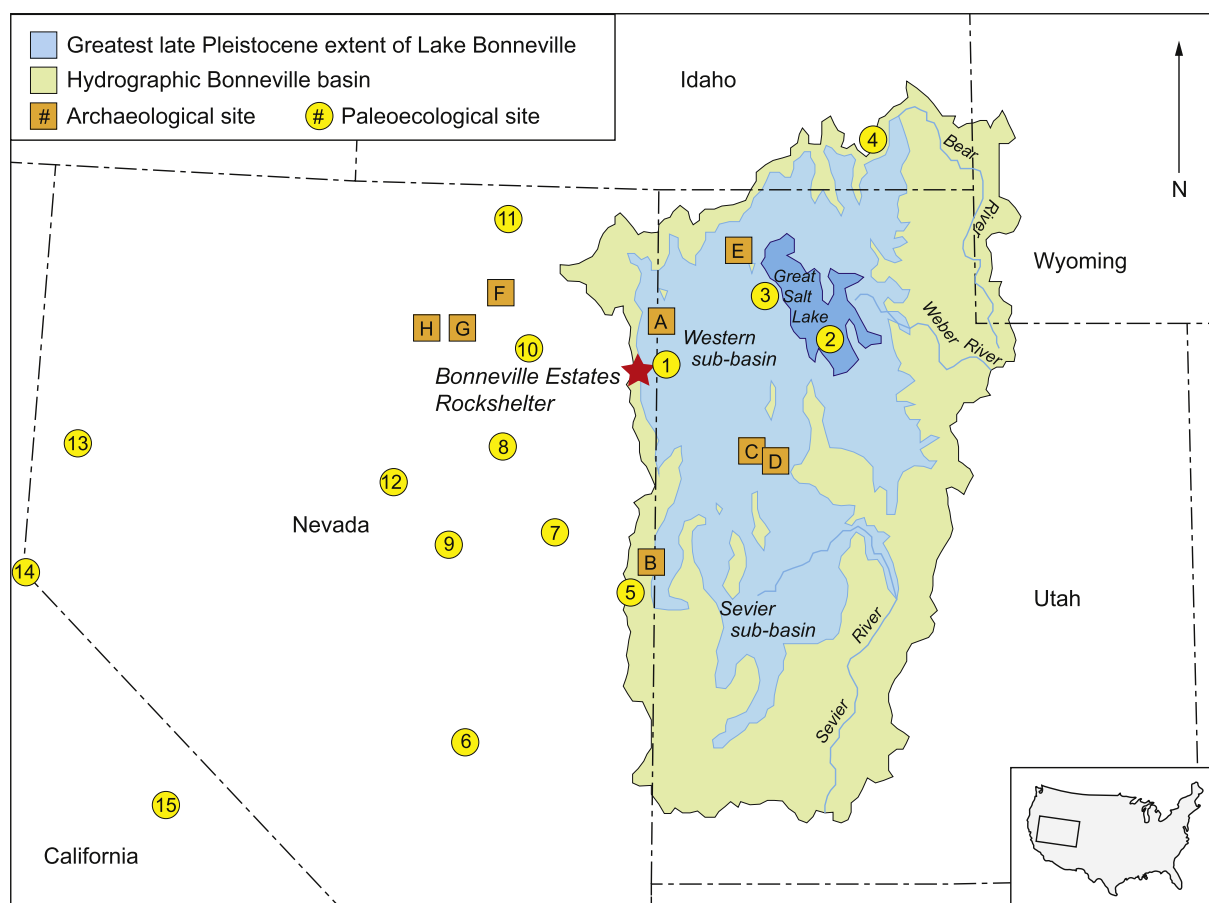 Greatest late Pleistocene extent of Lake Bonneville
Hydrographic Bonneville basin
# Archaeological site
# Paleoecological site
Idaho
N
4
Bear
River
11
E
Great
Salt
Lake
3
2
Wyoming
F
H
G
A
10
Western
sub-basin
Weber
River
1
Bonneville Estates
Rockshelter
13
8
C
D
12
Nevada
9
7
B
14
5
Sevier
sub-basin
River
Sevier
Utah
6
15
California